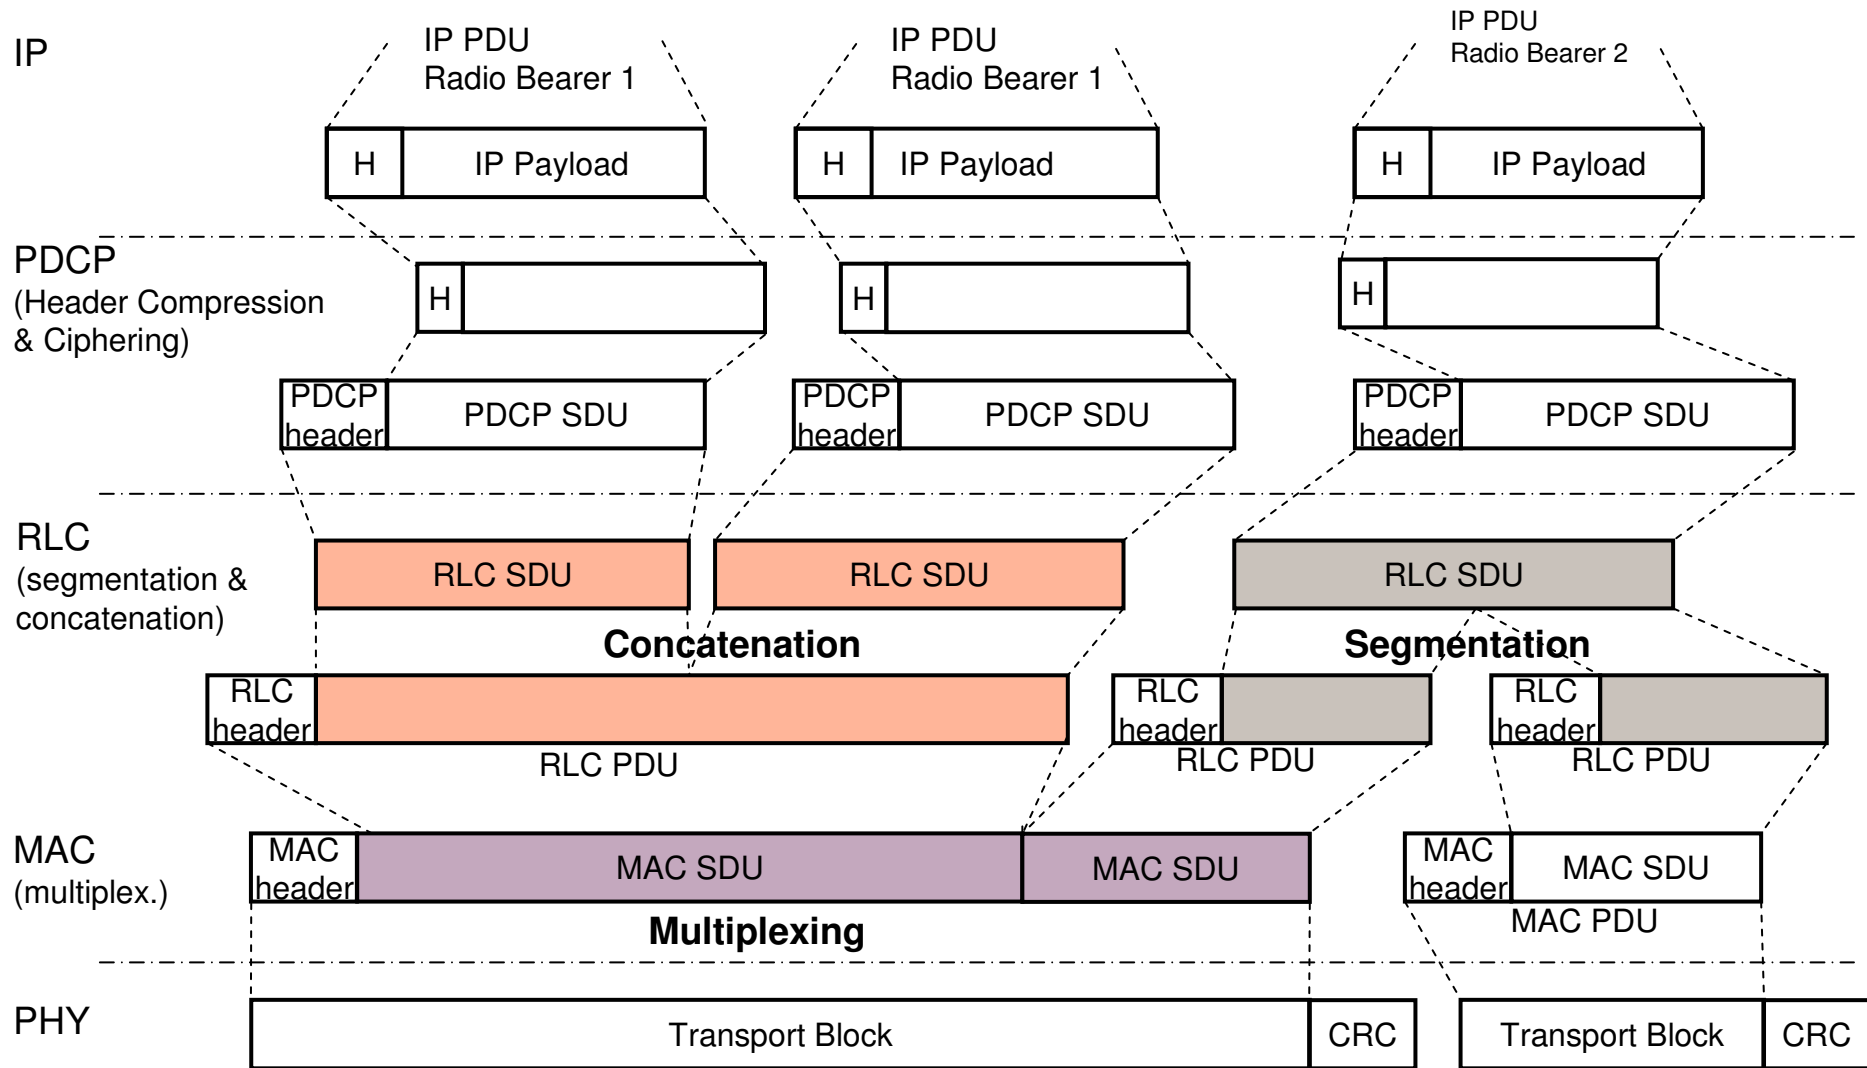 IP
IP PDU
Radio Bearer 1
IP PDU
Radio Bearer 1
IP PDU
Radio Bearer 2
H
IP Payload
H
IP Payload
H
IP Payload
PDCP
(Header Compression
& Ciphering)
H
H
H
PDCP
header
PDCP SDU
PDCP
header
PDCP SDU
PDCP
header
PDCP SDU
RLC
(segmentation &
concatenation)
RLC SDU
RLC SDU
RLC SDU
Concatenation
Segmentation
RLC
header
RLC PDU
RLC
header
RLC PDU
RLC
header
RLC PDU
MAC
(multiplex.)
MAC
header
MAC SDU
MAC SDU
MAC
header
MAC SDU
MAC PDU
Multiplexing
PHY
Transport Block
CRC
Transport Block
CRC